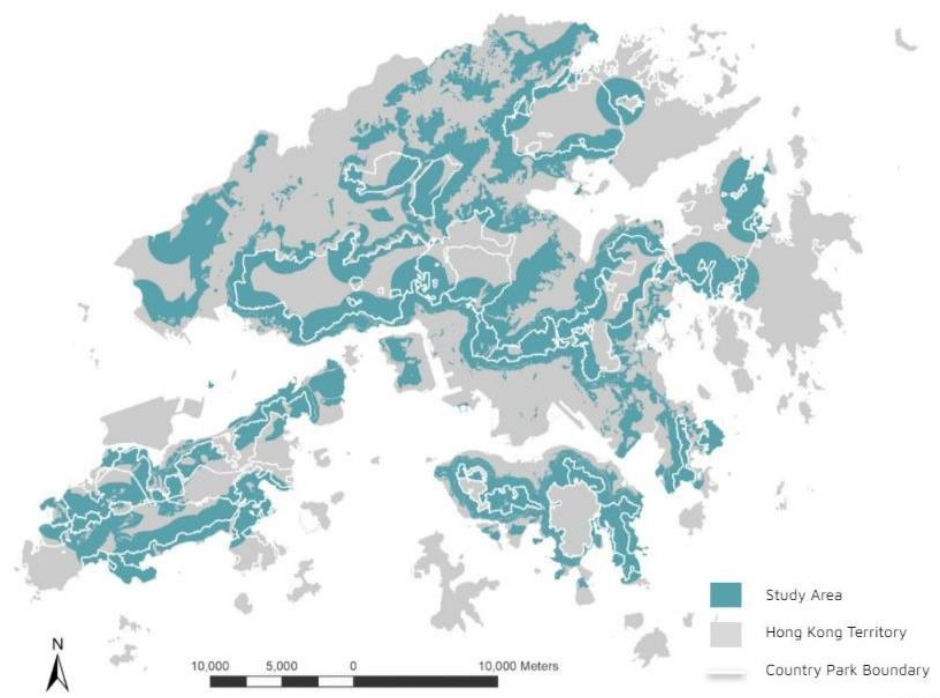 Study Area
Hong Kong Territory
Country Park Boundary
N
10,000 5,000 0 10,000 Meters